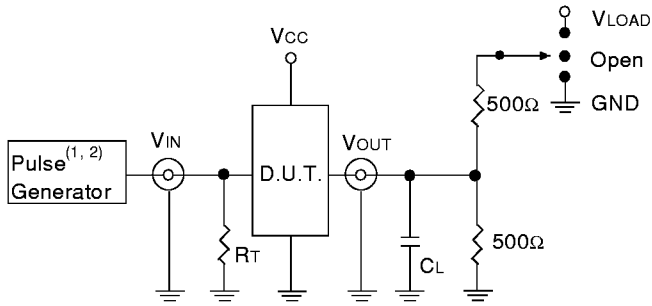 VLOAD
VCC
Open
500Ω
GND
VIN
VOUT
Pulse(1, 2)
Generator
D.U.T.
RT
CL
500Ω